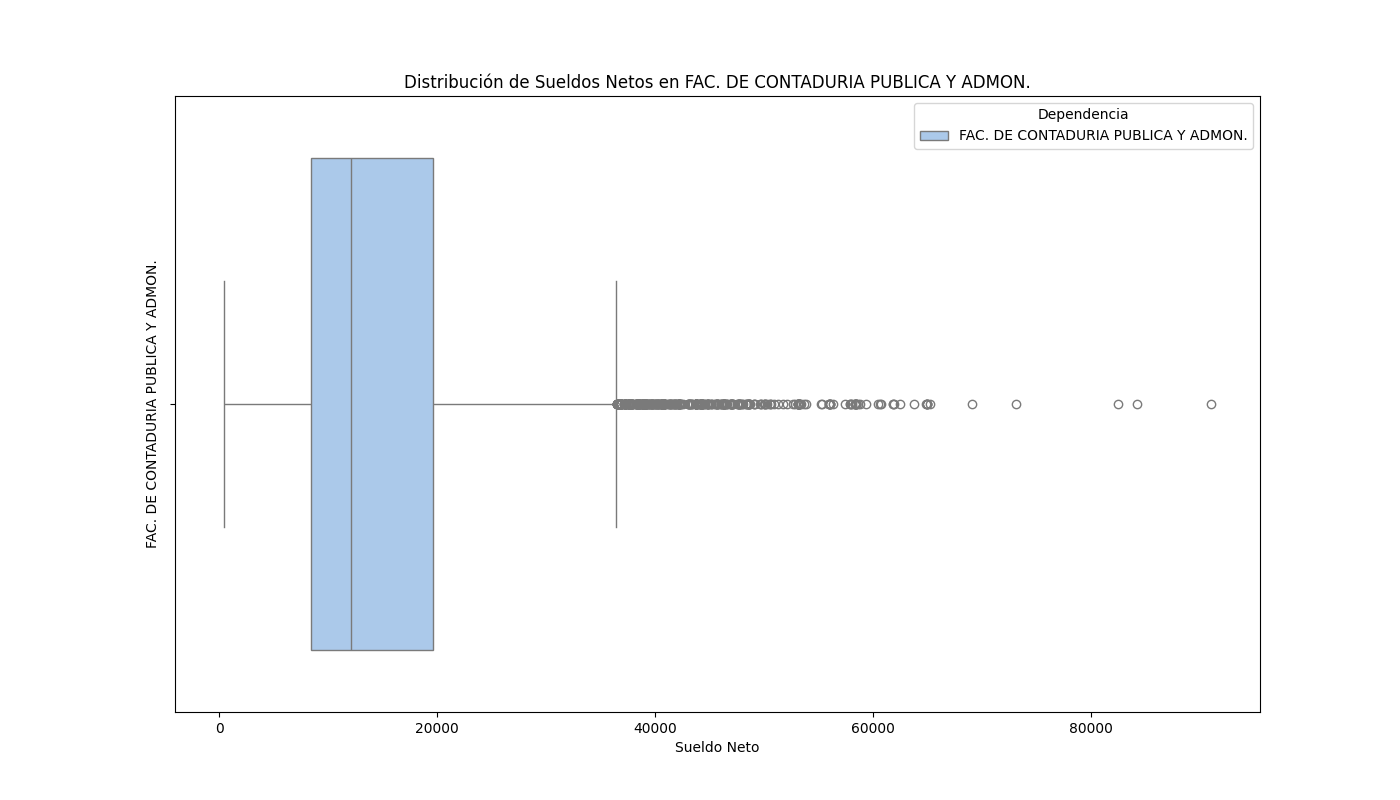 Distribución de Sueldos Netos en FAC. DE CONTADURIA PUBLICA Y ADMON.
Dependencia
FAC. DE CONTADURIA PUBLICA Y ADMON.
FAC. DE CONTADURIA PUBLICA Y ADMON.
0 20000 40000 60000 80000
Sueldo Neto